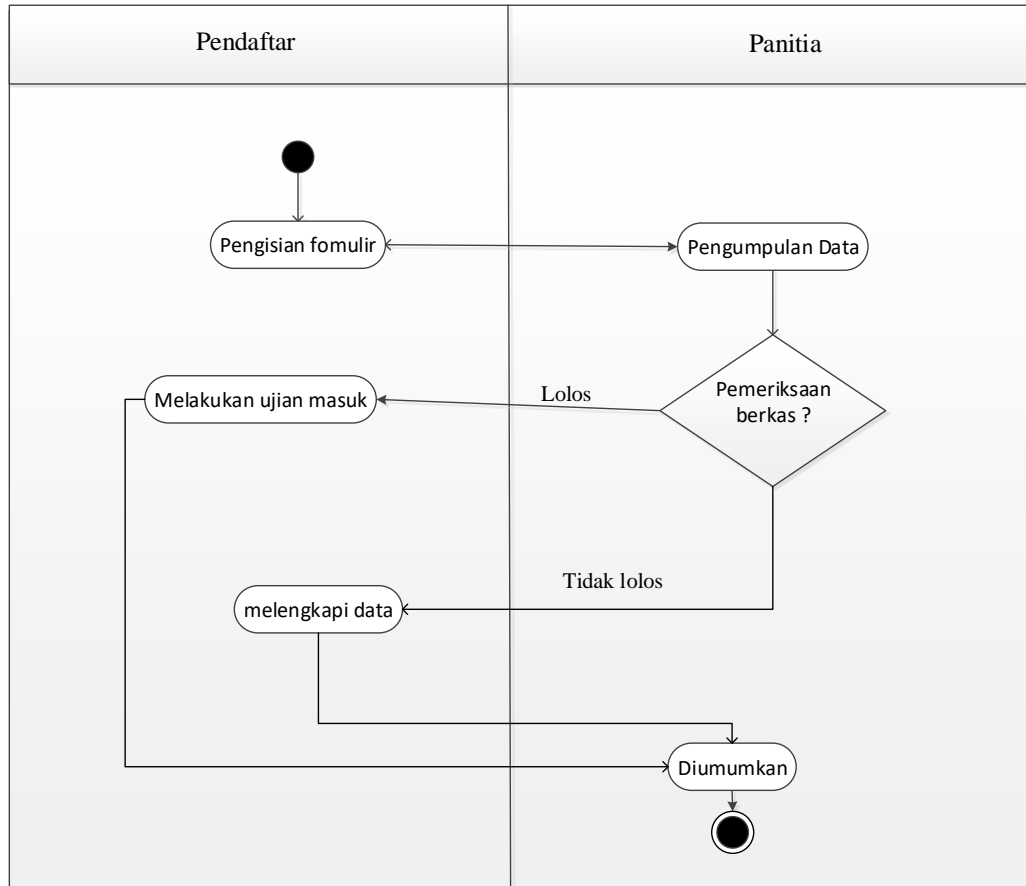 Pendaftar
Panitia
Pengisian fomulir
Pengumpulan Data
Melakukan ujian masuk
Lolos
Pemeriksaan
berkas ?
Tidak lolos
melengkapi data
Diumumkan